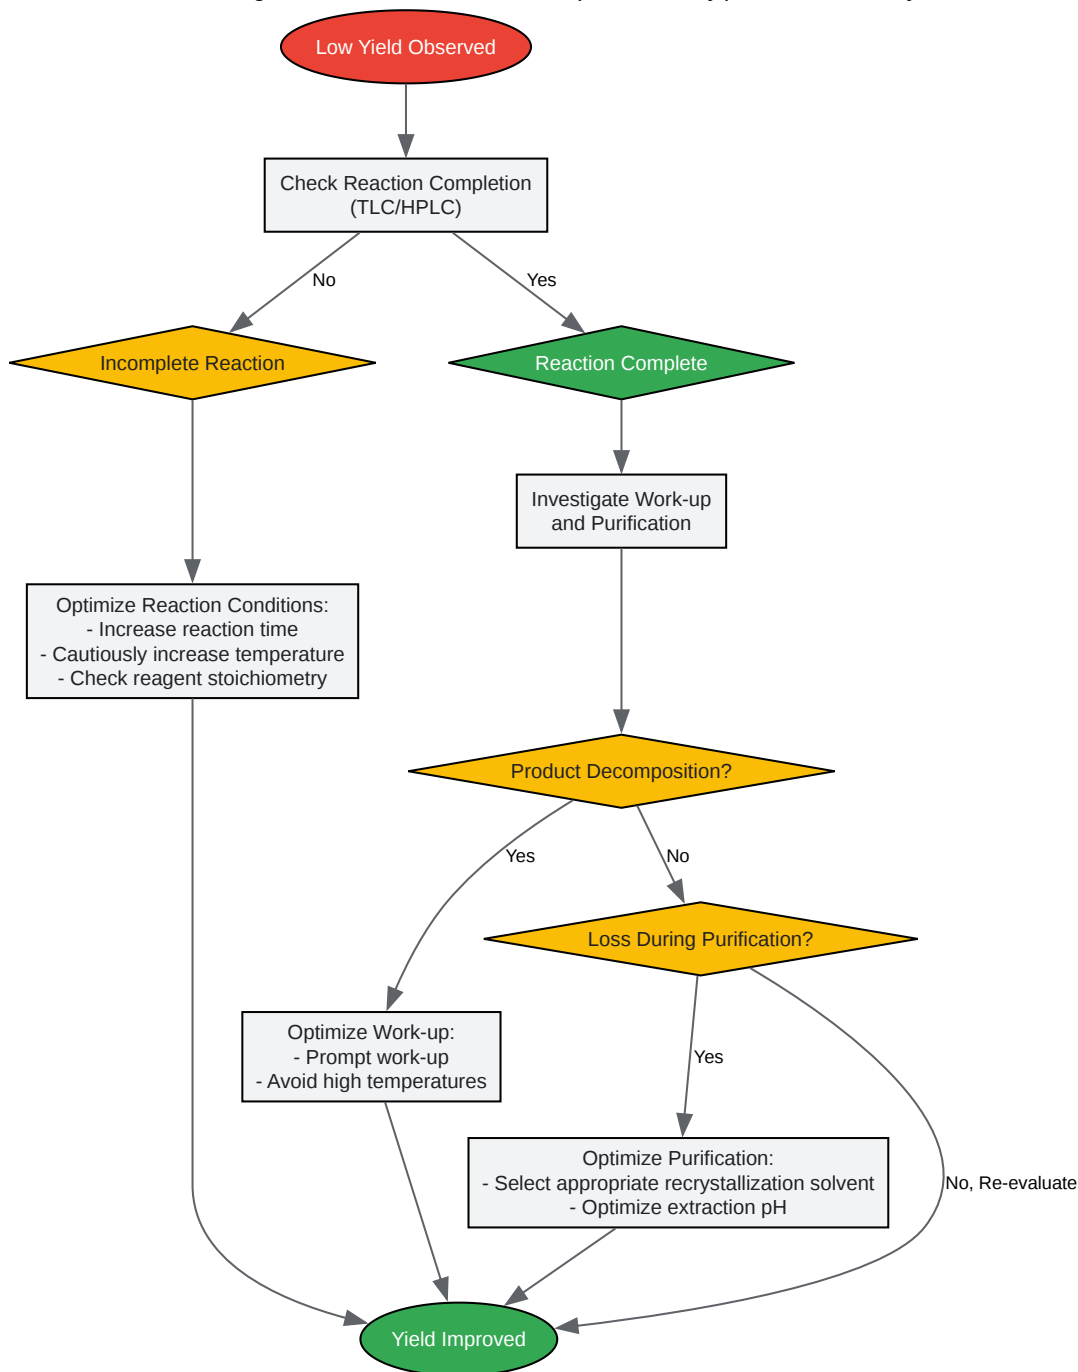 Low Yield Observed
Check Reaction Completion
(TLC/HPLC)
No
Yes
Incomplete Reaction
Reaction Complete
Investigate Work-up
and Purification
Optimize Reaction Conditions:
- Increase reaction time
- Cautiously increase temperature
- Check reagent stoichiometry
Product Decomposition?
Yes
No
Loss During Purification?
Optimize Work-up:
- Prompt work-up
- Avoid high temperatures
Yes
Optimize Purification:
- Select appropriate recrystallization solvent
- Optimize extraction pH
No, Re-evaluate
Yield Improved